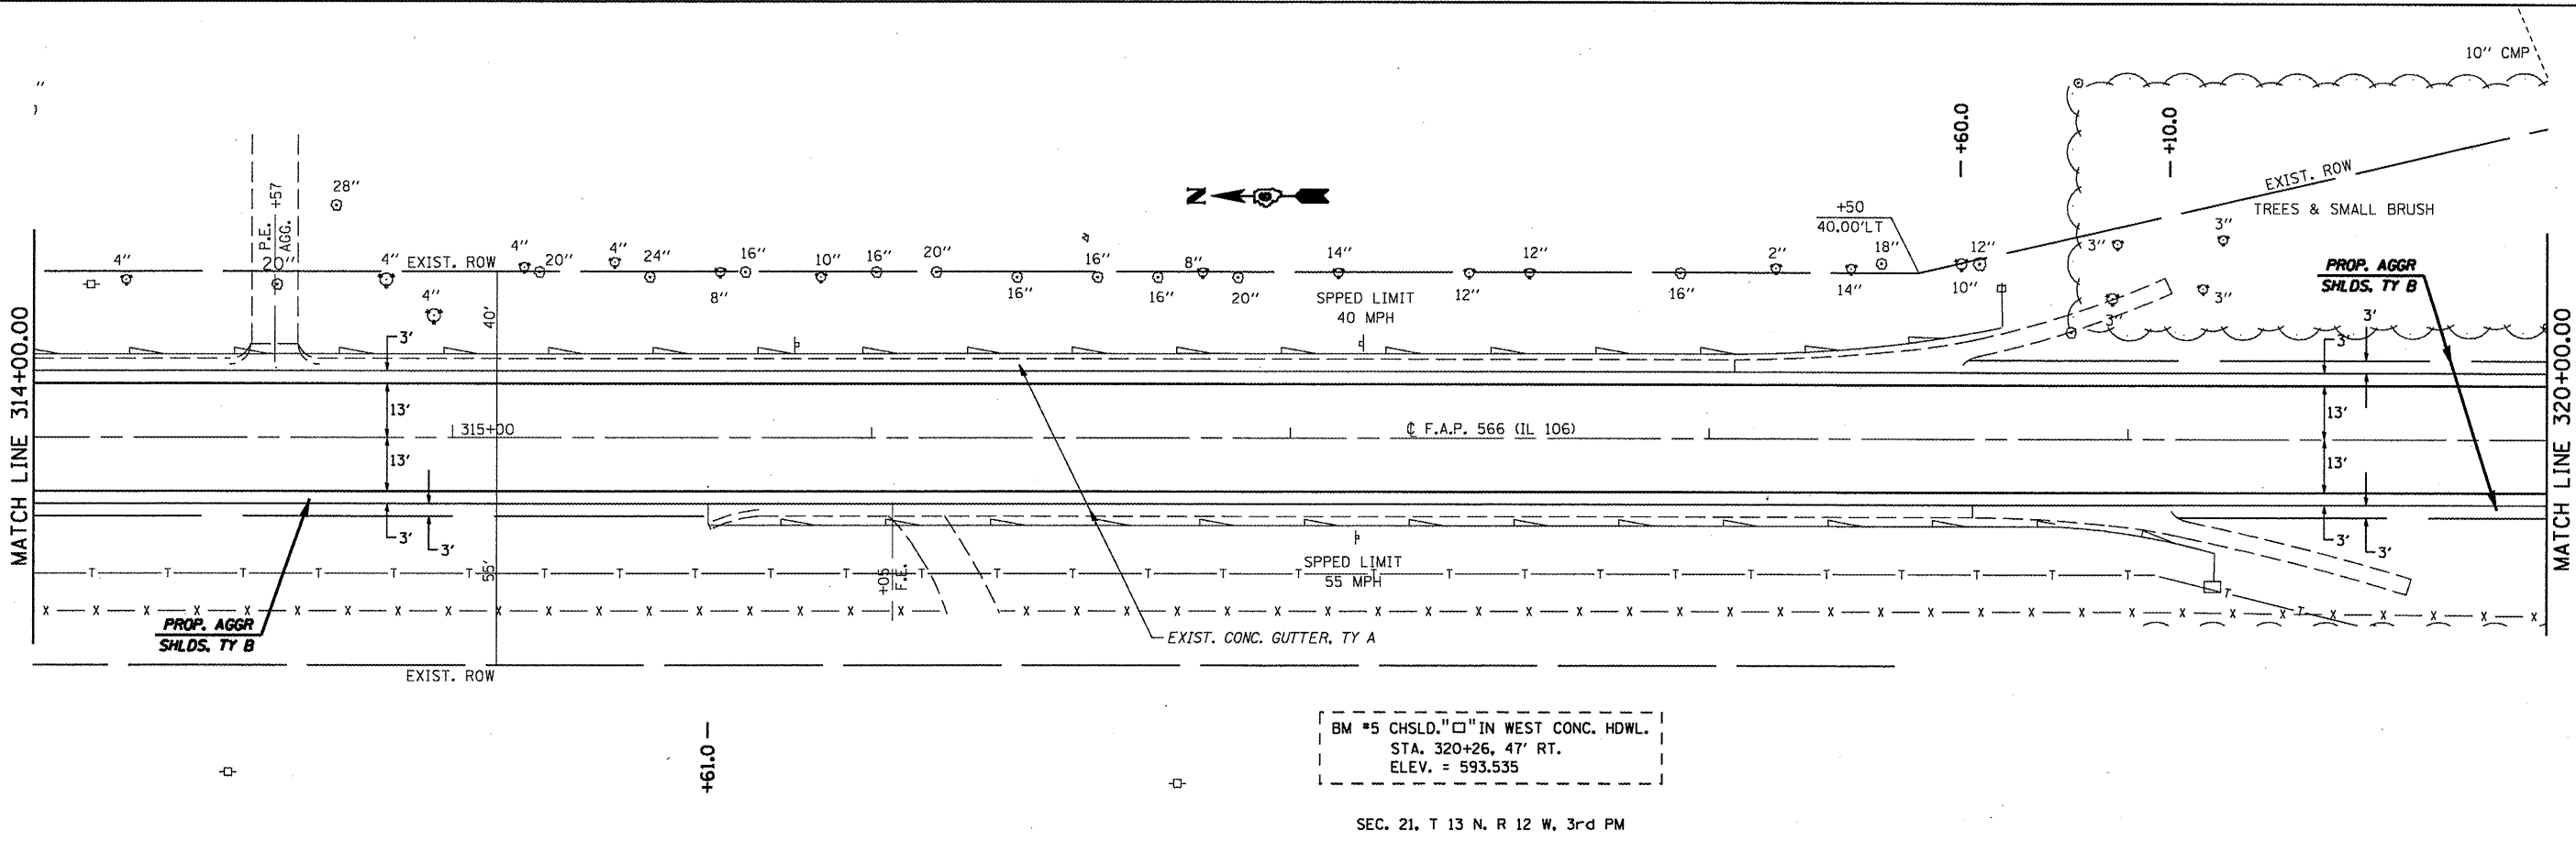 10" CMP
+60.0
+10.0
28"
P.E. +57
AGG.
EXIST. ROW
TREES & SMALL BRUSH
N
+50
40.00'LT
4"
20"
4"
EXIST. ROW
4"
20"
4"
24"
16"
10"
16"
20"
16"
8"
14"
12"
2"
18"
12"
3"
3"
4"
8"
16"
16"
20"
12"
16"
14"
10"
3"
3"
SPPED LIMIT
40 MPH
PROP. AGGR
SHLDS, TY B
40'
3'
3'
3'
MATCH LINE 314+00.00
MATCH LINE 320+00.00
13'
13'
315+00
℄ F.A.P. 566 (IL 106)
13'
13'
3'
3'
3'
3'
55'
+05
F.E.
SPPED LIMIT
55 MPH
PROP. AGGR
SHLDS, TY B
EXIST. CONC. GUTTER, TY A
EXIST. ROW
+61.0
BM #5 CHSLD."□"IN WEST CONC. HDWL.
STA. 320+26, 47' RT.
ELEV. = 593.535
SEC. 21, T 13 N, R 12 W, 3rd PM